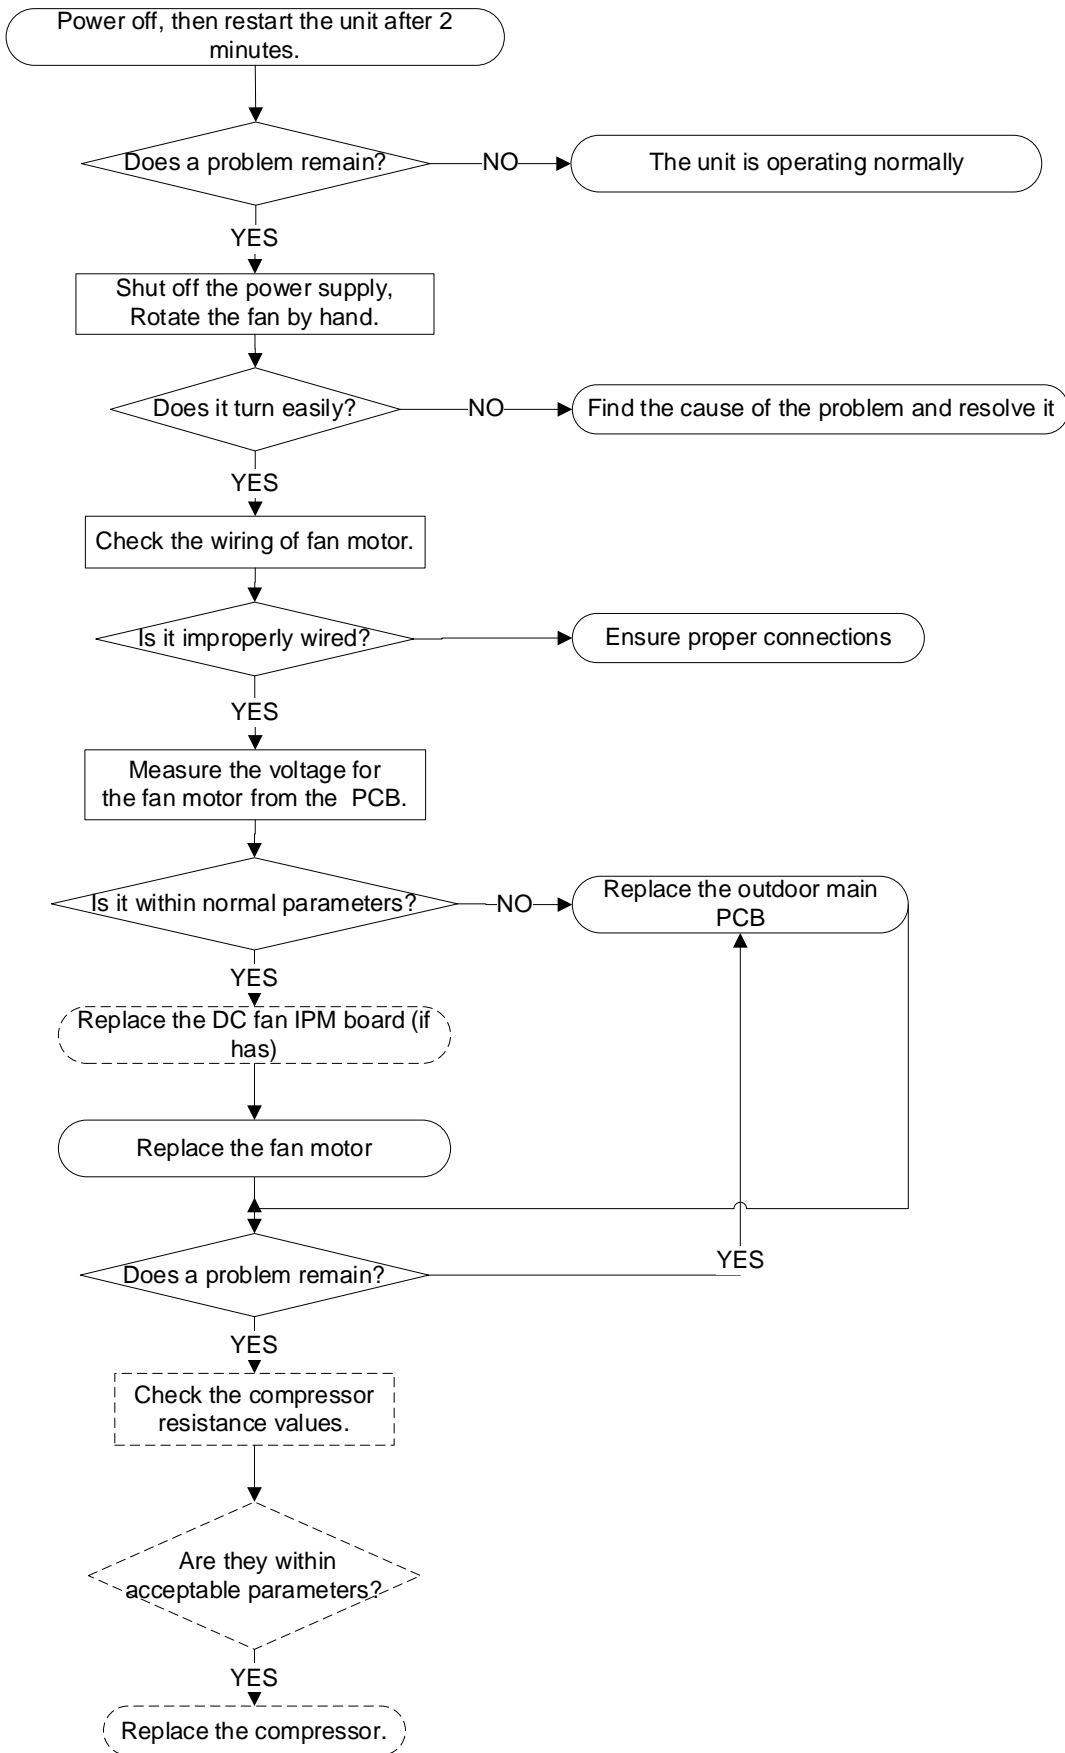 Power off, then restart the unit after 2
minutes.
Does a problem remain?
NO
The unit is operating normally
YES
Shut off the power supply,
Rotate the fan by hand.
Does it turn easily?
NO
Find the cause of the problem and resolve it
YES
Check the wiring of fan motor.
Is it improperly wired?
Ensure proper connections
YES
Measure the voltage for
the fan motor from the PCB.
Is it within normal parameters?
NO
Replace the outdoor main
PCB
YES
Replace the DC fan IPM board (if
has)
Replace the fan motor
Does a problem remain?
YES
YES
Check the compressor
resistance values.
Are they within
acceptable parameters?
YES
Replace the compressor.